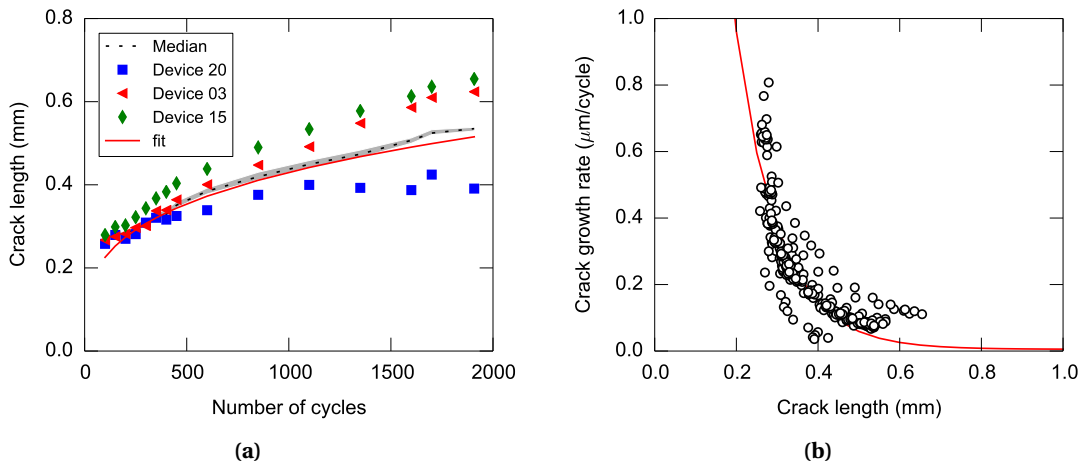 0.8
0.6
0.4
0.2
0.0
Crack length (mm)
Median
Device 20
Device 03
Device 15
fit
0 500 1000 1500 2000
Number of cycles
(a)
1.0
0.8
0.6
0.4
0.2
0.0
Crack growth rate (μm/cycle)
0.0 0.2 0.4 0.6 0.8 1.0
Crack length (mm)
(b)